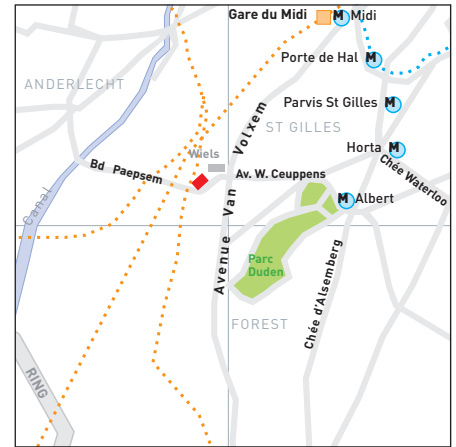 Gare du Midi
M
Mjdi
Porte de Hal
M
ANDERLECHT
Parvis St Gilles
M
ST GILLES
Wiels
Horta
M
Bd Paepsem
Av. W. Ceuppens
Chée Waterloo
Canal
M
Albert
Avenue Van Volxem
Parc
Duden
Chée d'Alsemberg
FOREST
RING